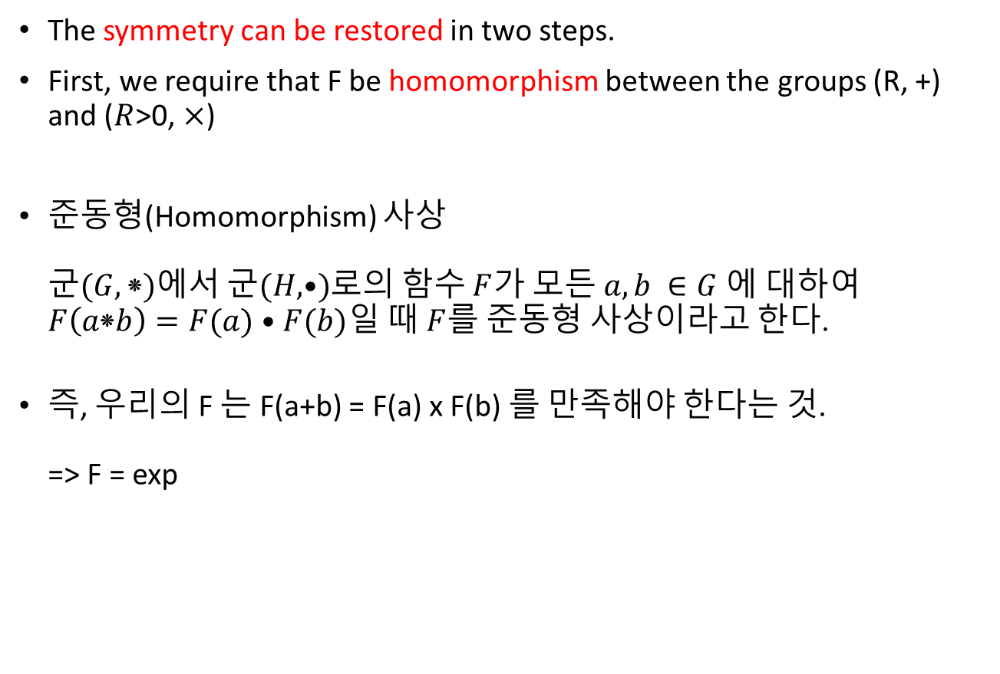 • The symmetry can be restored in two steps.
• First, we require that F be homomorphism between the groups (R, +)
and (𝑅>0, ×)
• 준동형(Homomorphism) 사상
군(𝐺, ∗)에서 군(𝐻,•)로의 함수 𝐹가 모든 𝑎, 𝑏 ∈ 𝐺 에 대하여
𝐹(𝑎∗𝑏) = 𝐹(𝑎) • 𝐹(𝑏)일 때 𝐹를 준동형 사상이라고 한다.
• 즉, 우리의 F 는 F(a+b) = F(a) x F(b) 를 만족해야 한다는 것.
=> F = exp